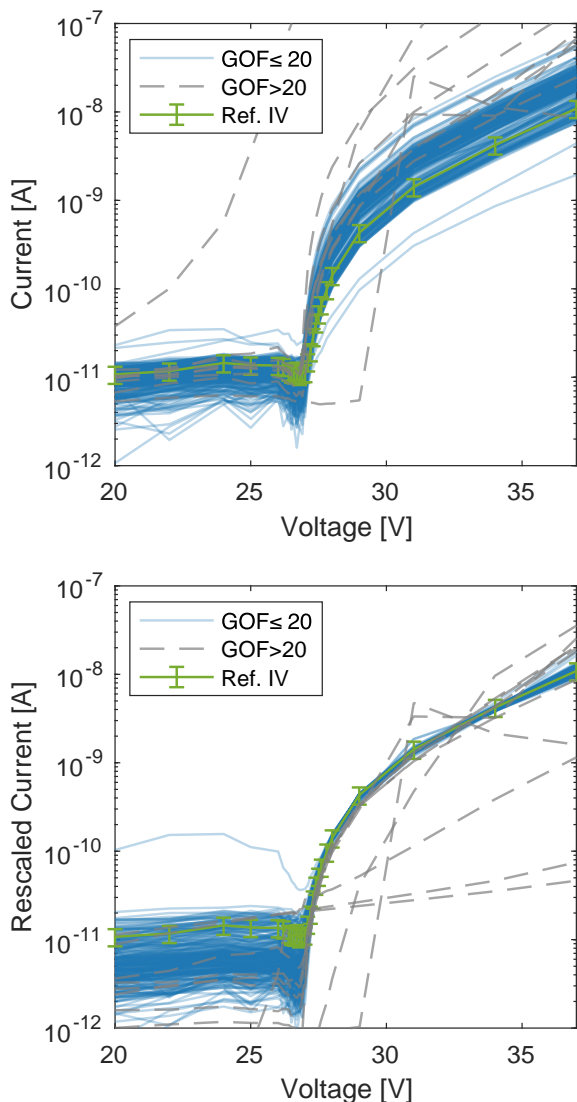 10^-7
10^-8
10^-9
10^-10
10^-11
10^-12
Current [A]
GOF≤ 20
GOF>20
Ref. IV
20 25 30 35
Voltage [V]
10^-7
10^-8
10^-9
10^-10
10^-11
10^-12
Rescaled Current [A]
GOF≤ 20
GOF>20
Ref. IV
20 25 30 35
Voltage [V]